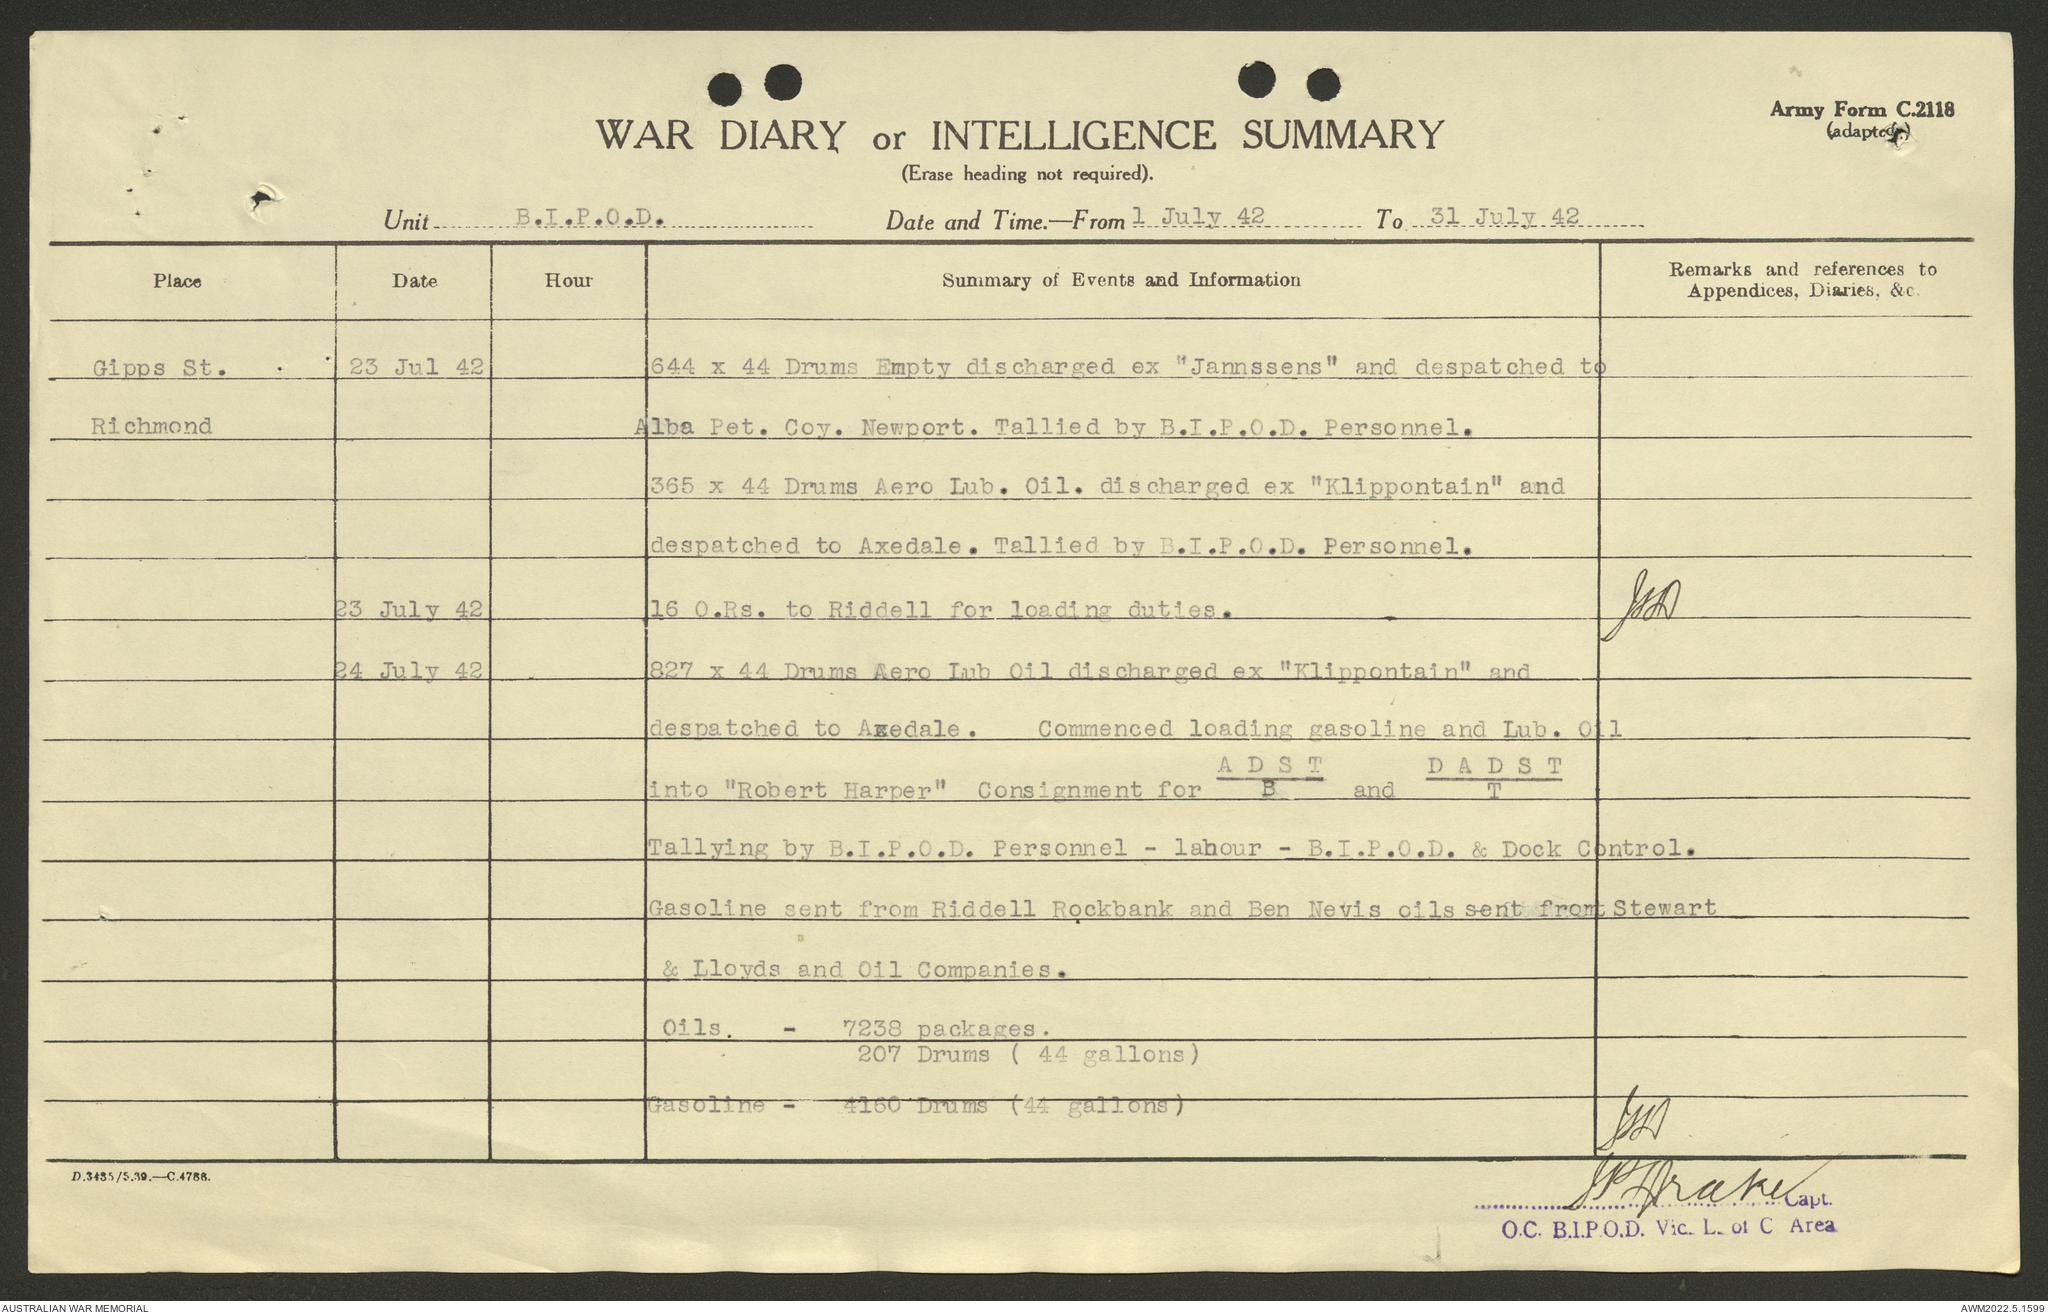 Army Form C.2118
(adapted.)
WAR DIARY or INTELLIGENCE SUMMARY
(Erase heading not required).
Unit B.I.P.O.D. Date and Time.—From 1 July 42 To 31 July 42
Place Date Hour Summary of Events and Information Remarks and references to
Appendices, Diaries, &c.
Gipps St. 23 Jul 42 644 x 44 Drums Empty discharged ex "Jannssens" and despatched to
Richmond Alba Pet. Coy. Newport. Tallied by B.I.P.O.D. Personnel.
365 x 44 Drums Aero Lub. Oil. discharged ex "Klippontain" and
despatched to Axedale. Tallied by B.I.P.O.D. Personnel.
23 July 42 16 O.Rs. to Riddell for loading duties.
24 July 42 827 x 44 Drums Aero Lub Oil discharged ex "Klippontain" and
despatched to Axedale. Commenced loading gasoline and Lub. Oil
into "Robert Harper" Consignment for A D S T / B and D A D S T / T
Tallying by B.I.P.O.D. Personnel - lahour - B.I.P.O.D. & Dock Control.
Gasoline sent from Riddell Rockbank and Ben Nevis oils sent from Stewart
& Lloyds and Oil Companies.
Oils. - 7238 packages.
207 Drums ( 44 gallons)
Gasoline - 4160 Drums (44 gallons)
D.3435/5.39.—C.4788.
Drake Capt.
O.C. B.I.P.O.D. Vic. L. of C Area
AUSTRALIAN WAR MEMORIAL
AWM2022.5.1599